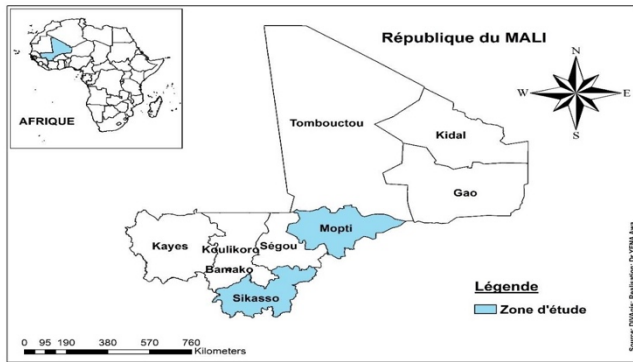 République du MALI
AFRIQUE
N
W
E
S
Tombouctou
Kidal
Gao
Mopti
Kayes
Koulikoro
Ségou
Bamako
Sikasso
Légende
Zone d'étude
0 95 190 380 570 760
Kilometers